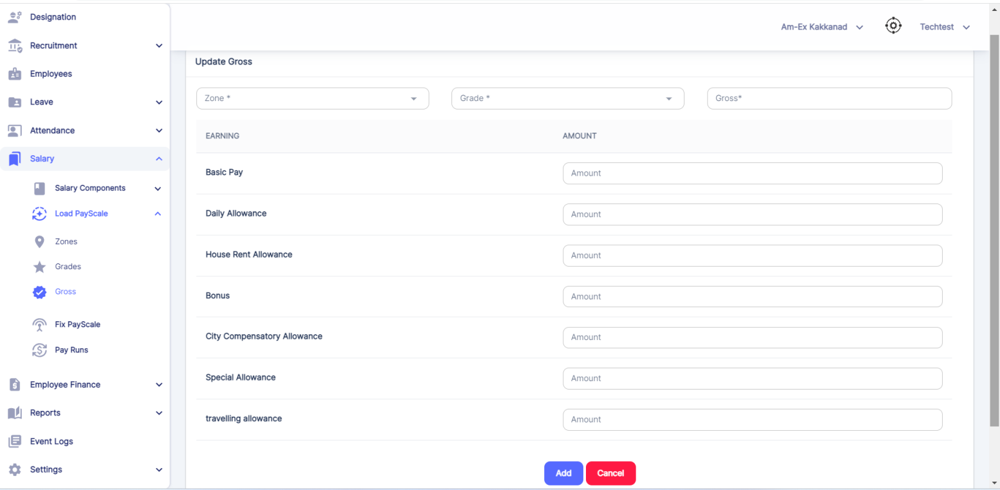 Designation
Recruitment
Employees
Leave
Attendance
Salary
Salary Components
Load PayScale
Zones
Grades
Gross
Fix PayScale
Pay Runs
Employee Finance
Reports
Event Logs
Settings
Am-Ex Kakkanad
Techtest
Update Gross
Zone * Grade * Gross*
EARNING AMOUNT
Basic Pay Amount
Daily Allowance Amount
House Rent Allowance Amount
Bonus Amount
City Compensatory Allowance Amount
Special Allowance Amount
travelling allowance Amount
Add Cancel